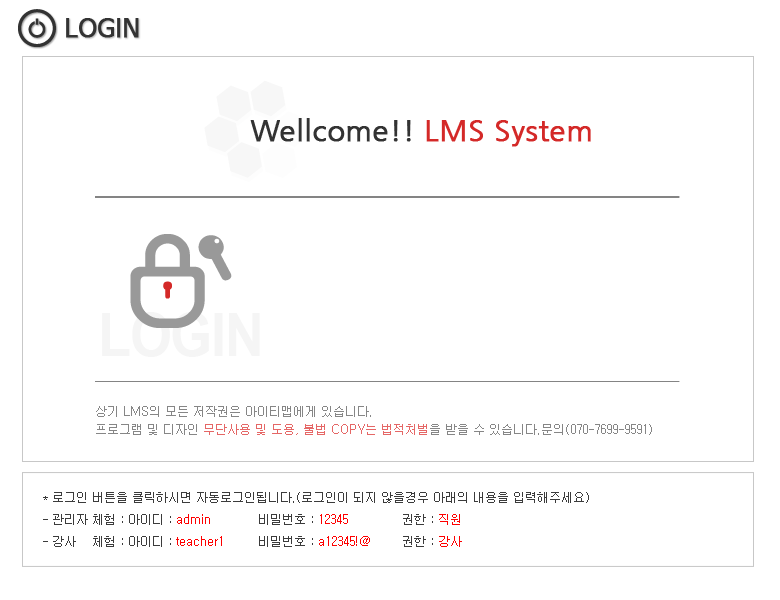 LOGIN
Wellcome!! LMS System
LOGIN
상기 LMS의 모든 저작권은 아이티맵에게 있습니다.
프로그램 및 디자인 무단사용 및 도용, 불법 COPY는 법적처벌을 받을 수 있습니다.문의(070-7699-9591)
* 로그인 버튼을 클릭하시면 자동로그인됩니다.(로그인이 되지 않을경우 아래의 내용을 입력해주세요)
- 관리자 체험 : 아이디 : admin 비밀번호 : 12345 권한 : 직원
- 강사 체험 : 아이디 : teacher1 비밀번호 : a12345!@ 권한 : 강사